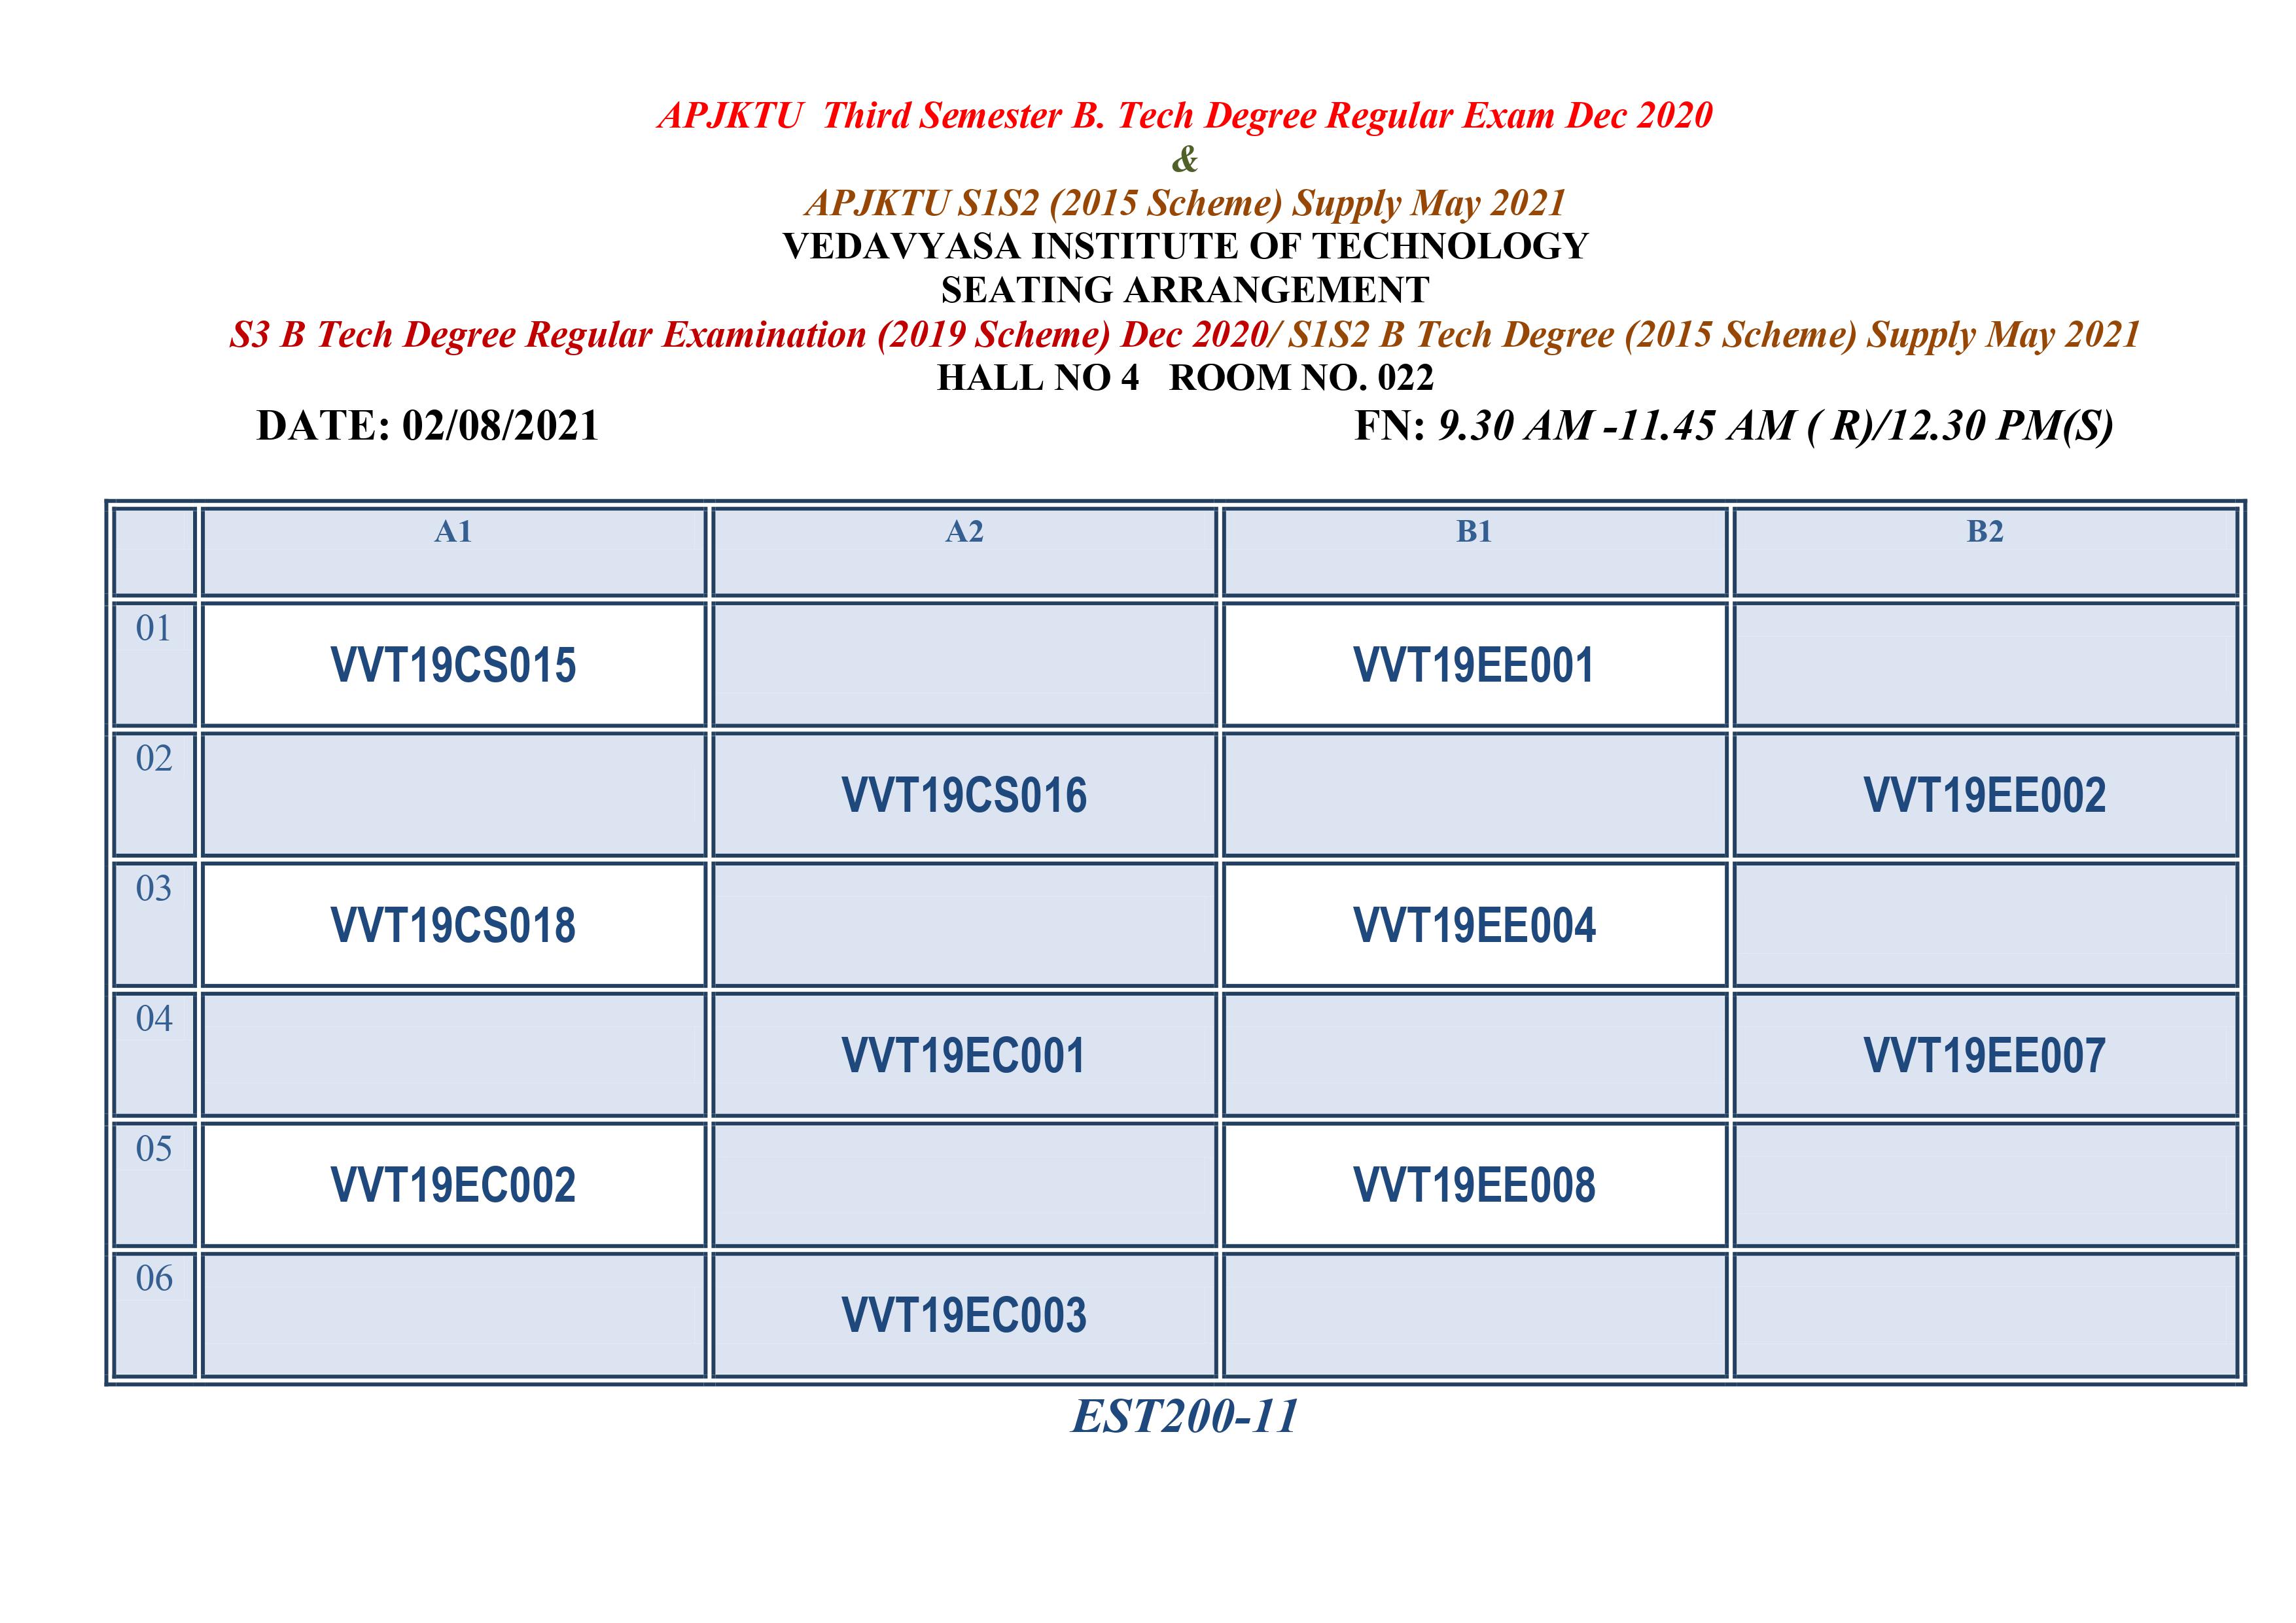 APJKTU  Third Semester B. Tech Degree Regular Exam Dec 2020
&
APJKTU S1S2 (2015 Scheme) Supply May 2021
VEDAVYASA INSTITUTE OF TECHNOLOGY
SEATING ARRANGEMENT
S3 B Tech Degree Regular Examination (2019 Scheme) Dec 2020/ S1S2 B Tech Degree (2015 Scheme) Supply May 2021
HALL NO 4   ROOM NO. 022
DATE: 02/08/2021 FN: 9.30 AM -11.45 AM ( R)/12.30 PM(S)
A1 A2 B1 B2
01 VVT19CS015 VVT19EE001
02 VVT19CS016 VVT19EE002
03 VVT19CS018 VVT19EE004
04 VVT19EC001 VVT19EE007
05 VVT19EC002 VVT19EE008
06 VVT19EC003
EST200-11